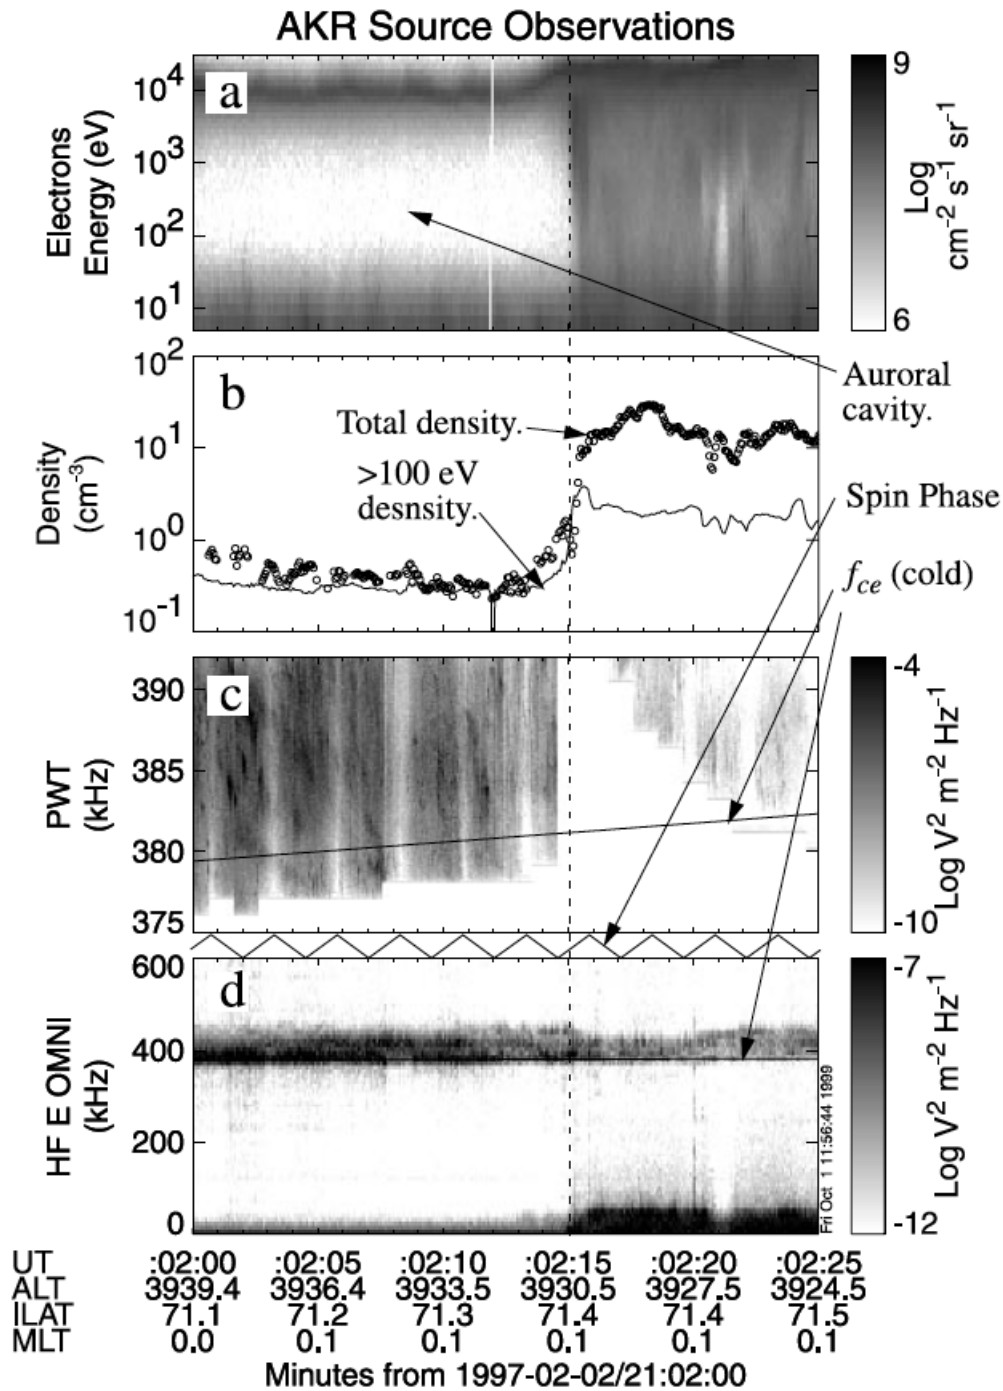 AKR Source Observations
a
Electrons
Energy (eV)
10^4
10^3
10^2
10^1
9
6
Log
cm^-2 s^-1 sr^-1
b
Density
(cm^-3)
10^2
10^1
10^0
10^-1
Total density.
>100 eV
desnsity.
Auroral
cavity.
Spin Phase
f_ce (cold)
c
PWT
(kHz)
390
385
380
375
-4
-10
Log V^2 m^-2 Hz^-1
d
HF E OMNI
(kHz)
600
400
200
0
-7
-12
Log V^2 m^-2 Hz^-1
Fri Oct 1 11:56:44 1999
UT :02:00 :02:05 :02:10 :02:15 :02:20 :02:25
ALT 3939.4 3936.4 3933.5 3930.5 3927.5 3924.5
ILAT 71.1 71.2 71.3 71.4 71.4 71.5
MLT 0.0 0.1 0.1 0.1 0.1 0.1
Minutes from 1997-02-02/21:02:00